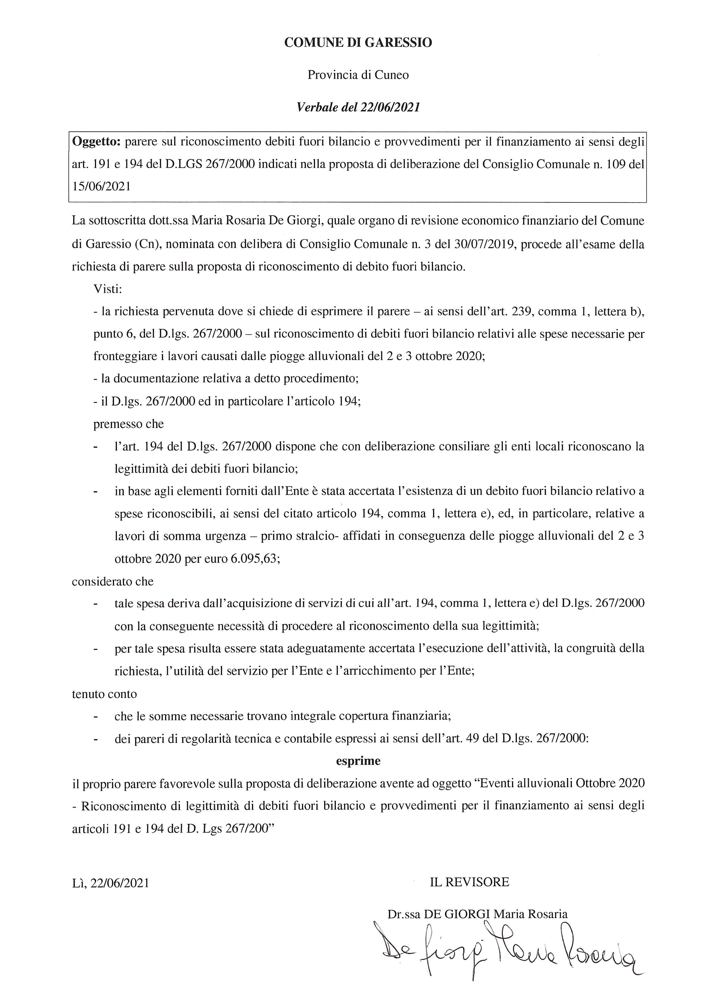 COMUNE DI GARESSIO
Provincia di Cuneo
Verbale del 22/06/2021
Oggetto: parere sul riconoscimento debiti fuori bilancio e provvedimenti per il finanziamento ai sensi degli
art. 191 e 194 del D.LGS 267/2000 indicati nella proposta di deliberazione del Consiglio Comunale n. 109 del
15/06/2021
La sottoscritta dott.ssa Maria Rosaria De Giorgi, quale organo di revisione economico finanziario del Comune
di Garessio (Cn), nominata con delibera di Consiglio Comunale n. 3 del 30/07/2019, procede all’esame della
richiesta di parere sulla proposta di riconoscimento di debito fuori bilancio.
Visti:
- la richiesta pervenuta dove si chiede di esprimere il parere – ai sensi dell’art. 239, comma 1, lettera b),
punto 6, del D.lgs. 267/2000 – sul riconoscimento di debiti fuori bilancio relativi alle spese necessarie per
fronteggiare i lavori causati dalle piogge alluvionali del 2 e 3 ottobre 2020;
- la documentazione relativa a detto procedimento;
- il D.lgs. 267/2000 ed in particolare l’articolo 194;
premesso che
- l’art. 194 del D.lgs. 267/2000 dispone che con deliberazione consiliare gli enti locali riconoscano la
legittimità dei debiti fuori bilancio;
- in base agli elementi forniti dall’Ente è stata accertata l’esistenza di un debito fuori bilancio relativo a
spese riconoscibili, ai sensi del citato articolo 194, comma 1, lettera e), ed, in particolare, relative a
lavori di somma urgenza – primo stralcio- affidati in conseguenza delle piogge alluvionali del 2 e 3
ottobre 2020 per euro 6.095,63;
considerato che
- tale spesa deriva dall’acquisizione di servizi di cui all’art. 194, comma 1, lettera e) del D.lgs. 267/2000
con la conseguente necessità di procedere al riconoscimento della sua legittimità;
- per tale spesa risulta essere stata adeguatamente accertata l’esecuzione dell’attività, la congruità della
richiesta, l’utilità del servizio per l’Ente e l’arricchimento per l’Ente;
tenuto conto
- che le somme necessarie trovano integrale copertura finanziaria;
- dei pareri di regolarità tecnica e contabile espressi ai sensi dell’art. 49 del D.lgs. 267/2000:
esprime
il proprio parere favorevole sulla proposta di deliberazione avente ad oggetto “Eventi alluvionali Ottobre 2020
- Riconoscimento di legittimità di debiti fuori bilancio e provvedimenti per il finanziamento ai sensi degli
articoli 191 e 194 del D. Lgs 267/200”
Lì, 22/06/2021
IL REVISORE
Dr.ssa DE GIORGI Maria Rosaria
De Giorgi Maria Rosaria